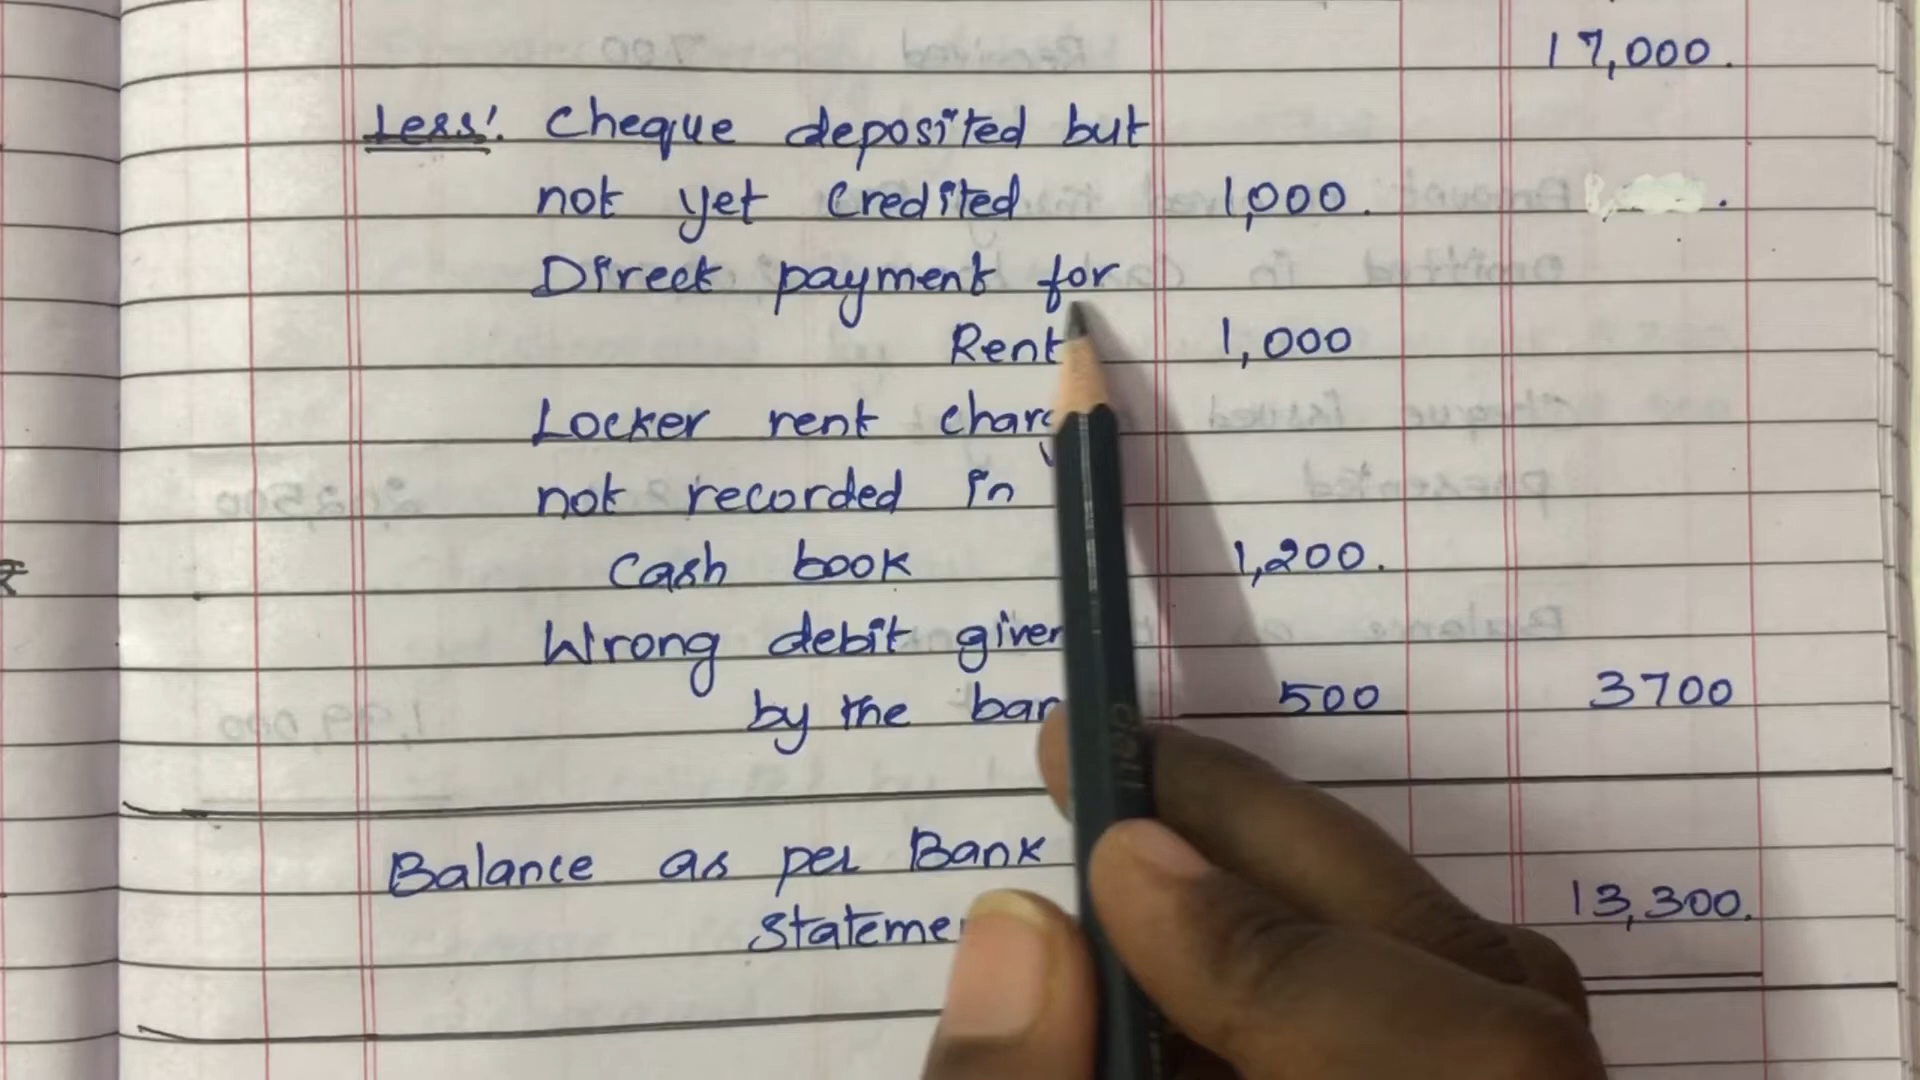 17,000.
Less: Cheque deposited but
not yet credited 1,000.
Direct payment for
Rent 1,000
Locker rent
not recorded in
cash book 1,200.
Wrong debit given
by the 500 3700
Balance as per Bank
13,300.